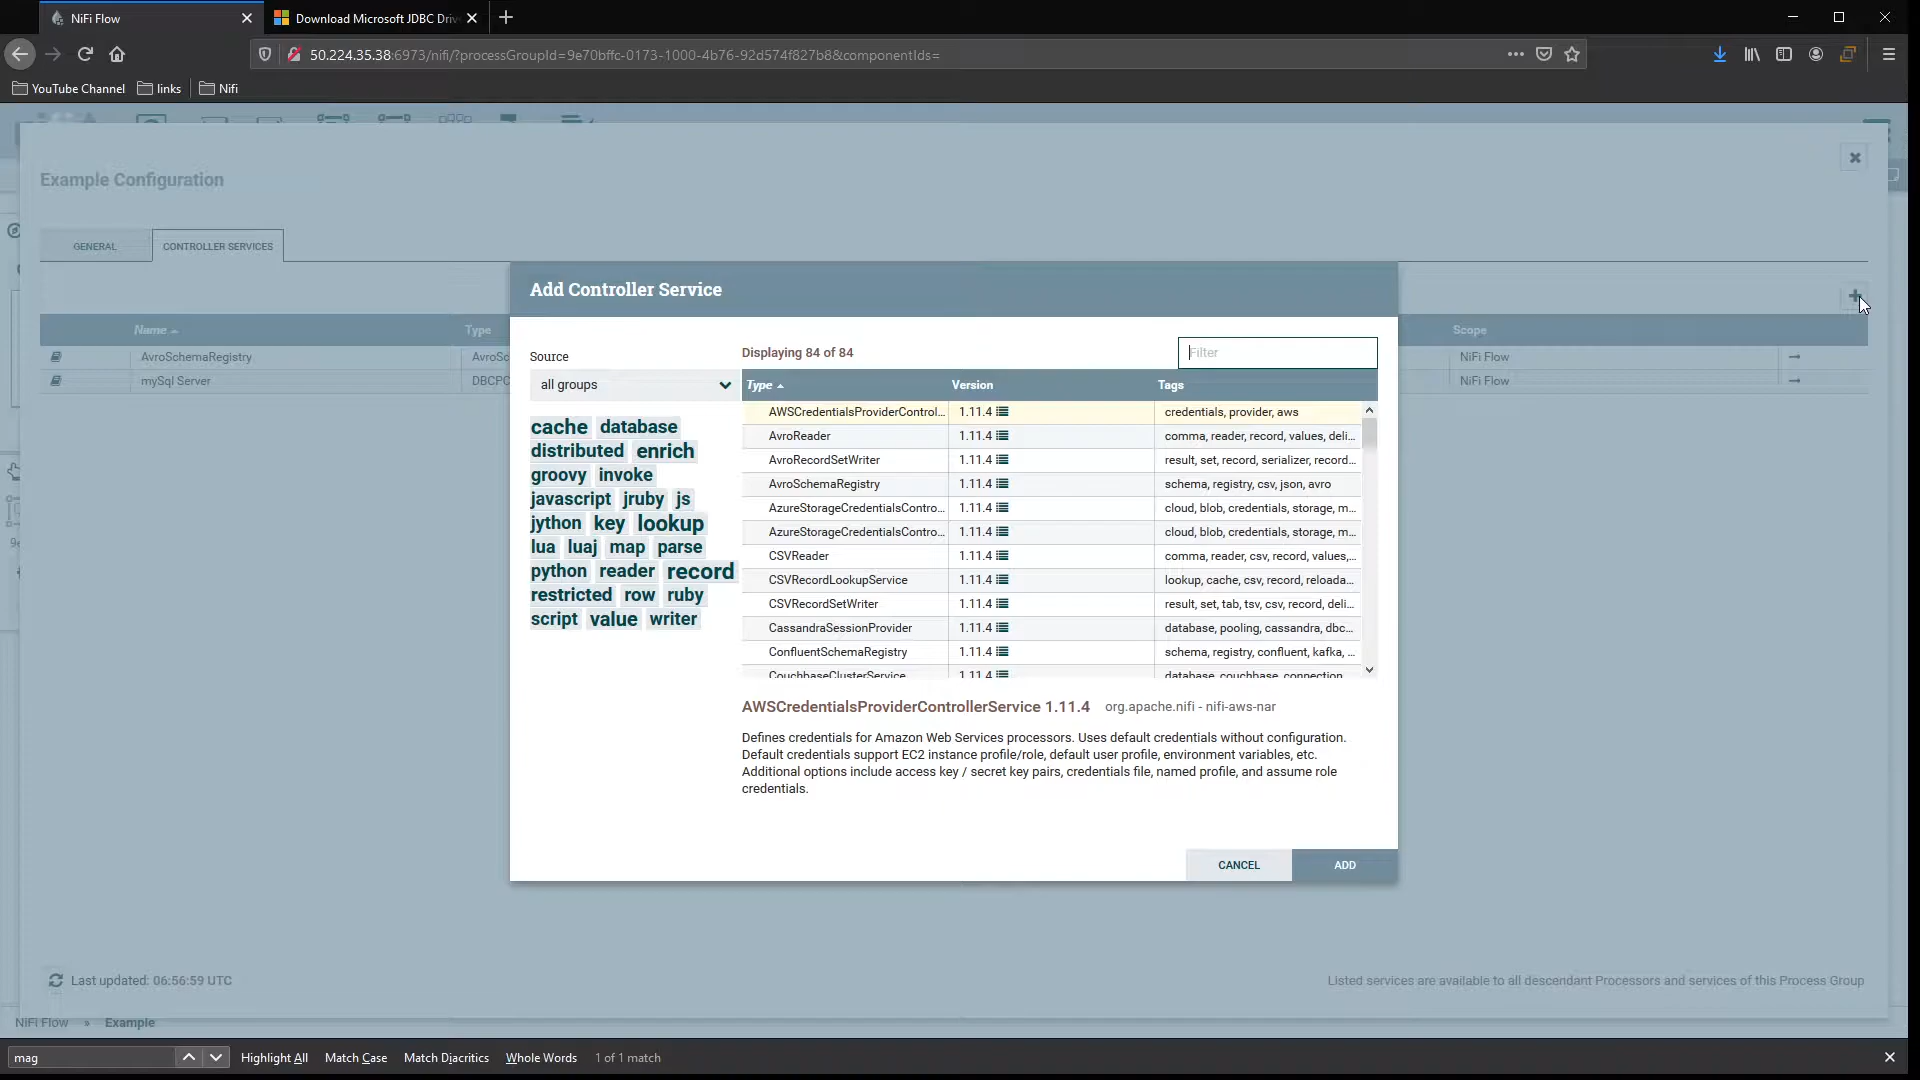 NiFi Flow
Download Microsoft JDBC Driv
50.224.35.38:6973/nifi/?processGroupId=9e70bffc-0173-1000-4b76-92d574f827b8&componentIds=
YouTube Channel links Nifi
Example Configuration
GENERAL CONTROLLER SERVICES
Name Type Scope
AvroSchemaRegistry AvroSc NiFi Flow
mySql Server DBCPC NiFi Flow
Add Controller Service
Source
Displaying 84 of 84
Filter
all groups
cache database
distributed enrich
groovy invoke
javascript jruby js
jython key lookup
lua luaj map parse
python reader record
restricted row ruby
script value writer
Type Version Tags
AWSCredentialsProviderControl... 1.11.4 credentials, provider, aws
AvroReader 1.11.4 comma, reader, record, values, deli...
AvroRecordSetWriter 1.11.4 result, set, record, serializer, record...
AvroSchemaRegistry 1.11.4 schema, registry, csv, json, avro
AzureStorageCredentialsContro... 1.11.4 cloud, blob, credentials, storage, m...
AzureStorageCredentialsContro... 1.11.4 cloud, blob, credentials, storage, m...
CSVReader 1.11.4 comma, reader, csv, record, values,...
CSVRecordLookupService 1.11.4 lookup, cache, csv, record, reloada...
CSVRecordSetWriter 1.11.4 result, set, tab, tsv, csv, record, deli...
CassandraSessionProvider 1.11.4 database, pooling, cassandra, dbc...
ConfluentSchemaRegistry 1.11.4 schema, registry, confluent, kafka, ...
CouchbaseClusterService 1.11.4 database, couchbase, connection
AWSCredentialsProviderControllerService 1.11.4 org.apache.nifi - nifi-aws-nar
Defines credentials for Amazon Web Services processors. Uses default credentials without configuration.
Default credentials support EC2 instance profile/role, default user profile, environment variables, etc.
Additional options include access key / secret key pairs, credentials file, named profile, and assume role
credentials.
CANCEL ADD
Last updated: 06:56:59 UTC
Listed services are available to all descendant Processors and services of this Process Group
NiFi Flow » Example
mag Highlight All Match Case Match Diacritics Whole Words 1 of 1 match